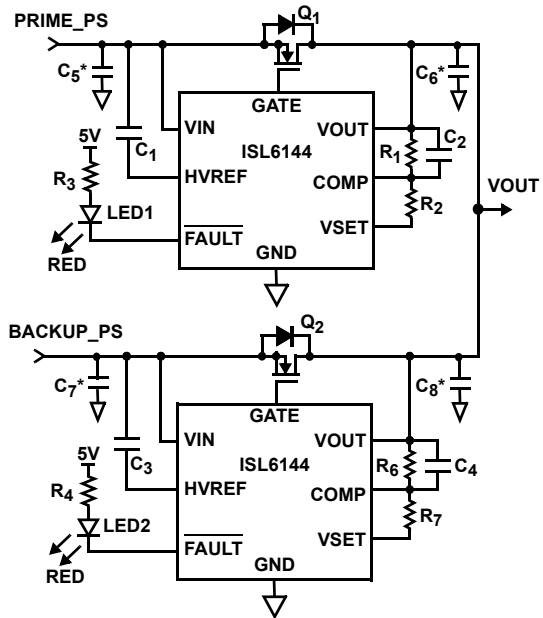 PRIME_PS
Q1
C5*
C6*
GATE
VIN
VOUT
5V
C1
ISL6144
R1
C2
R3
HVREF
COMP
VOUT
LED1
R2
VSET
FAULT
RED
GND
BACKUP_PS
Q2
C7*
C8*
GATE
VIN
VOUT
5V
C3
ISL6144
R6
C4
R4
HVREF
COMP
LED2
R7
VSET
FAULT
RED
GND